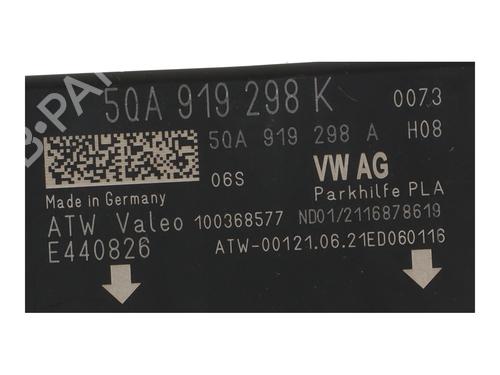 5QA 919 298 K 0073
5QA 919 298 A H08
06S VW AG
Made in Germany Parkhilfe PLA
ATW Valeo 100368577 ND01/2116878619
E440826 ATW-00121.06.21ED060116
B-PART